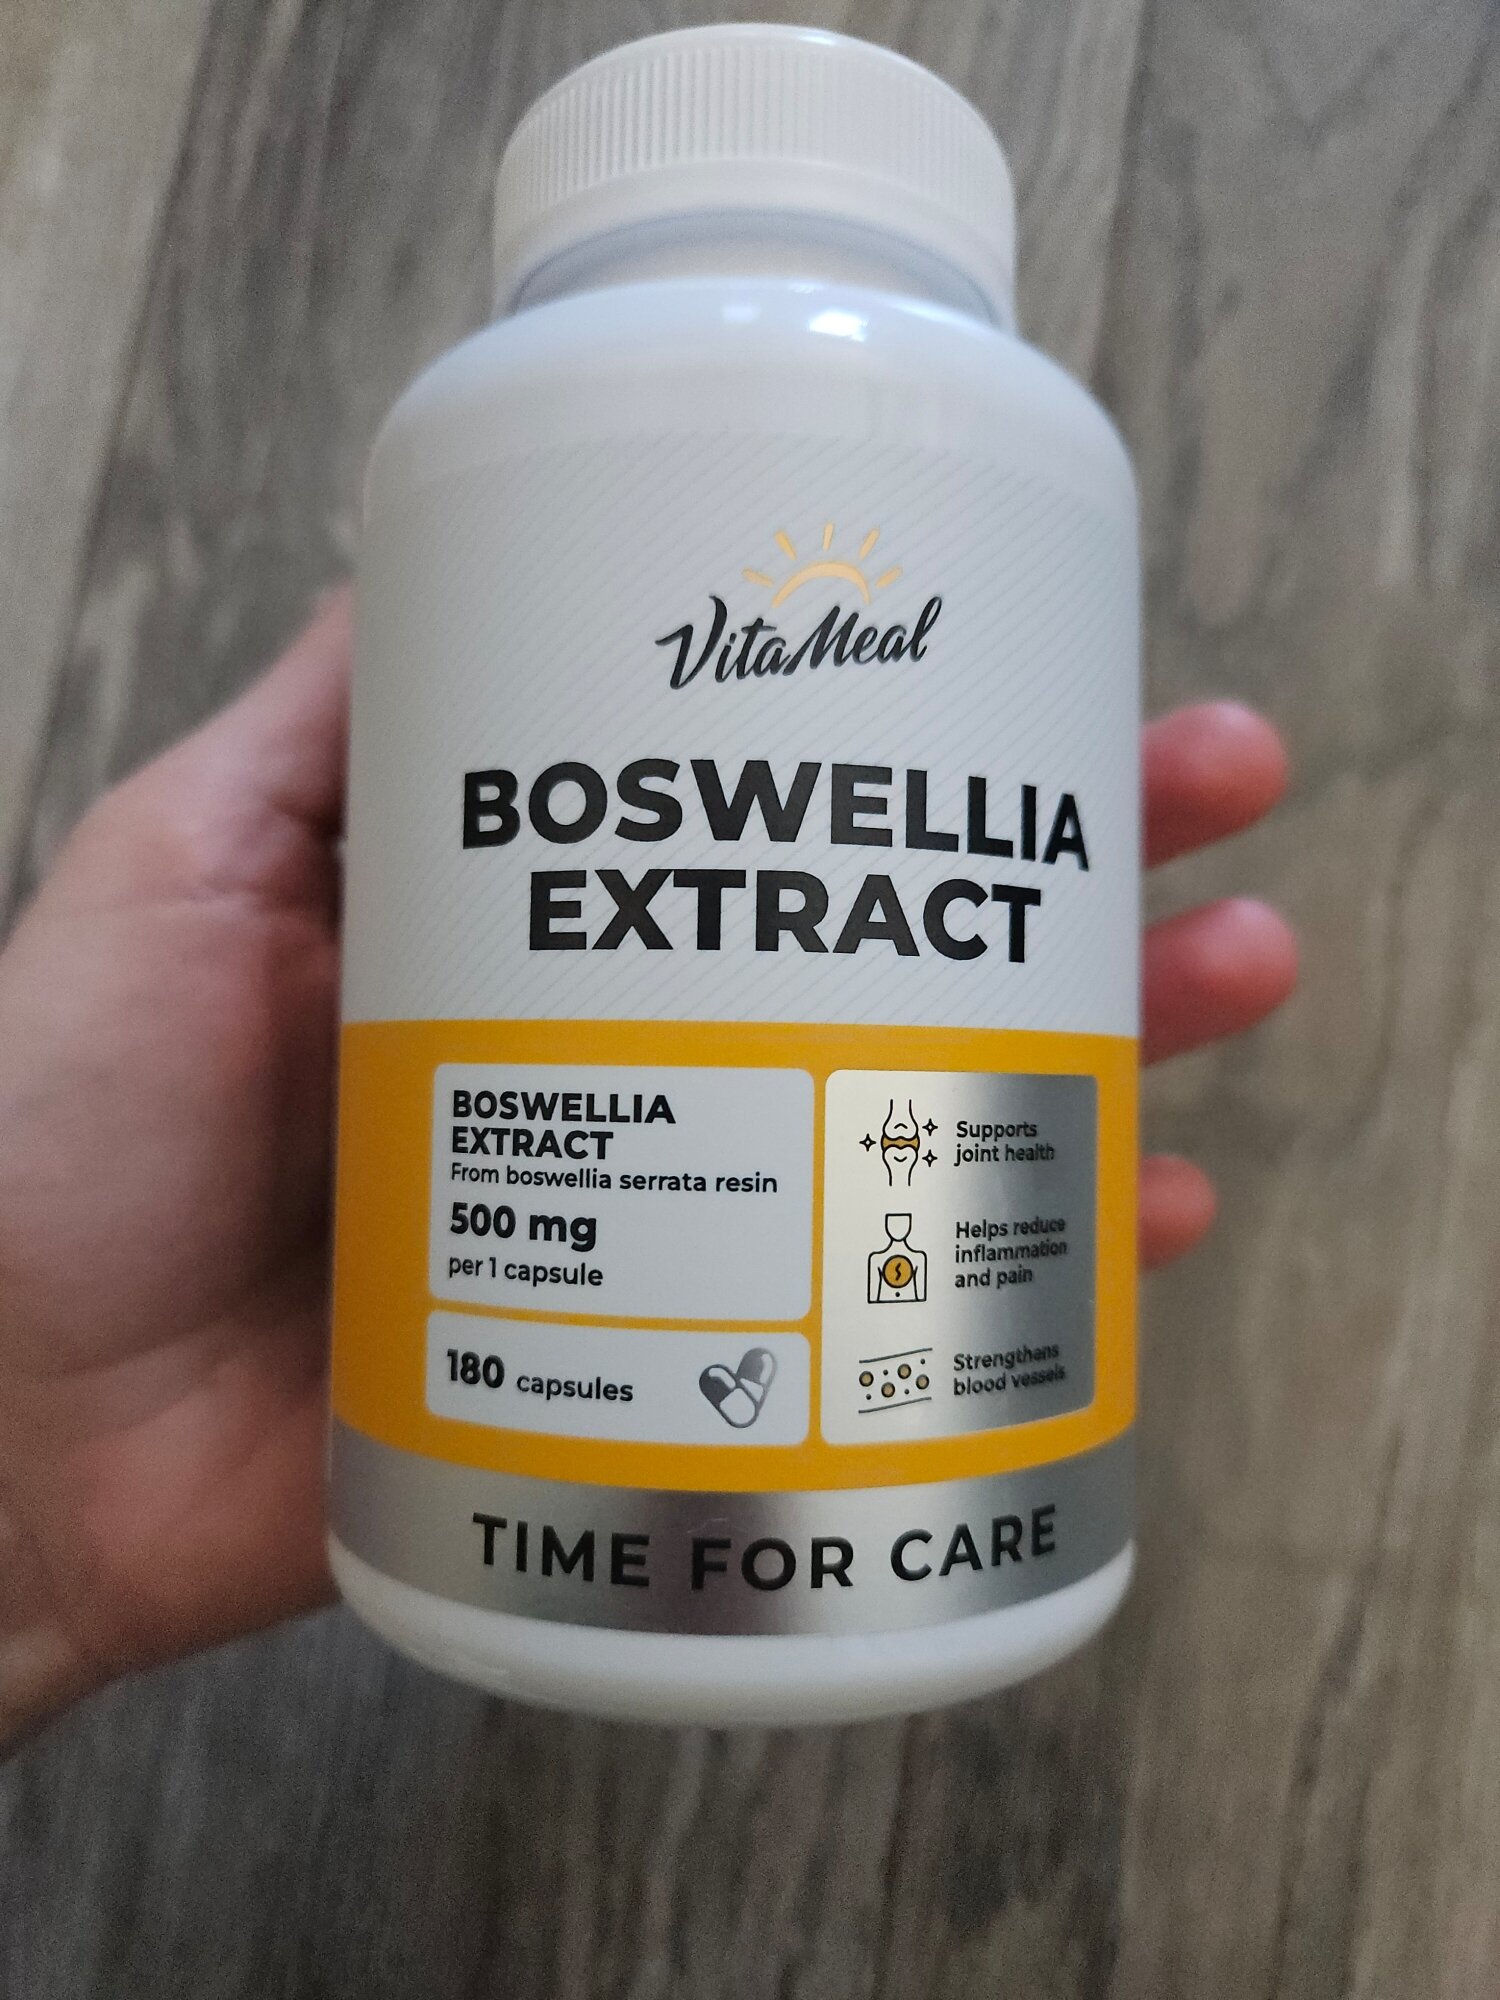 VitaMeal
BOSWELLIA
EXTRACT
BOSWELLIA
EXTRACT
From boswellia serrata resin
500 mg
per 1 capsule
180 capsules
Supports
joint health
Helps reduce
inflammation
and pain
Strengthens
blood vessels
TIME FOR CARE